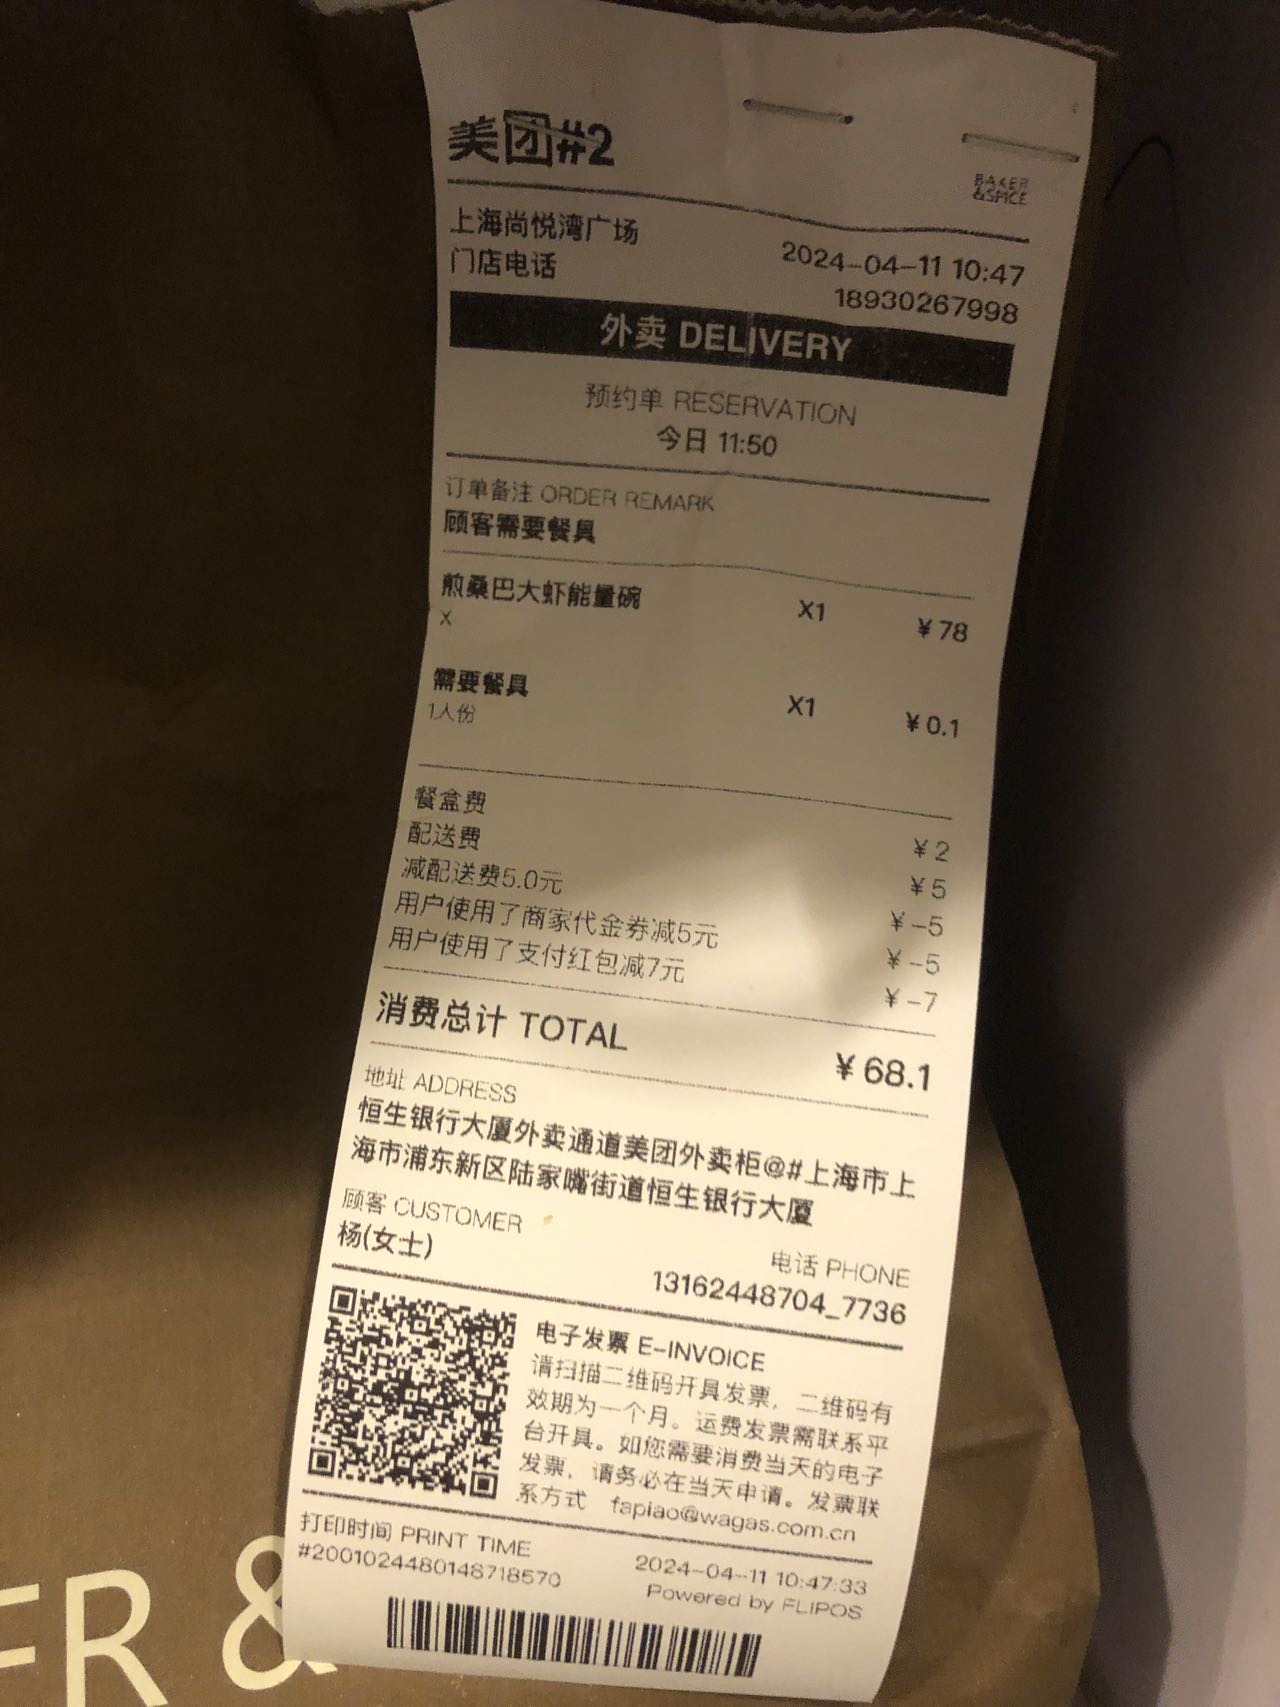 美团#2
BAKER
&SPICE
上海尚悦湾广场
2024-04-11 10:47
门店电话
18930267998
外卖 DELIVERY
预约单 RESERVATION
今日 11:50
订单备注 ORDER REMARK
顾客需要餐具
煎桑巴大虾能量碗 X1 ¥78
X
需要餐具 X1 ¥0.1
1人份
餐盒费 ¥2
配送费 ¥5
减配送费5.0元 ¥-5
用户使用了商家代金券减5元 ¥-5
用户使用了支付红包减7元 ¥-7
消费总计 TOTAL ¥68.1
地址 ADDRESS
恒生银行大厦外卖通道美团外卖柜@#上海市上
海市浦东新区陆家嘴街道恒生银行大厦
顾客 CUSTOMER
电话 PHONE
杨(女士)
13162448704_7736
电子发票 E-INVOICE
请扫描二维码开具发票，二维码有
效期为一个月。运费发票需联系平
台开具。如您需要消费当天的电子
发票，请务必在当天申请。发票联
系方式 fapiao@wagas.com.cn
打印时间 PRINT TIME
2024-04-11 10:47:33
#2001024480148718570
Powered by FLIPOS
ER &